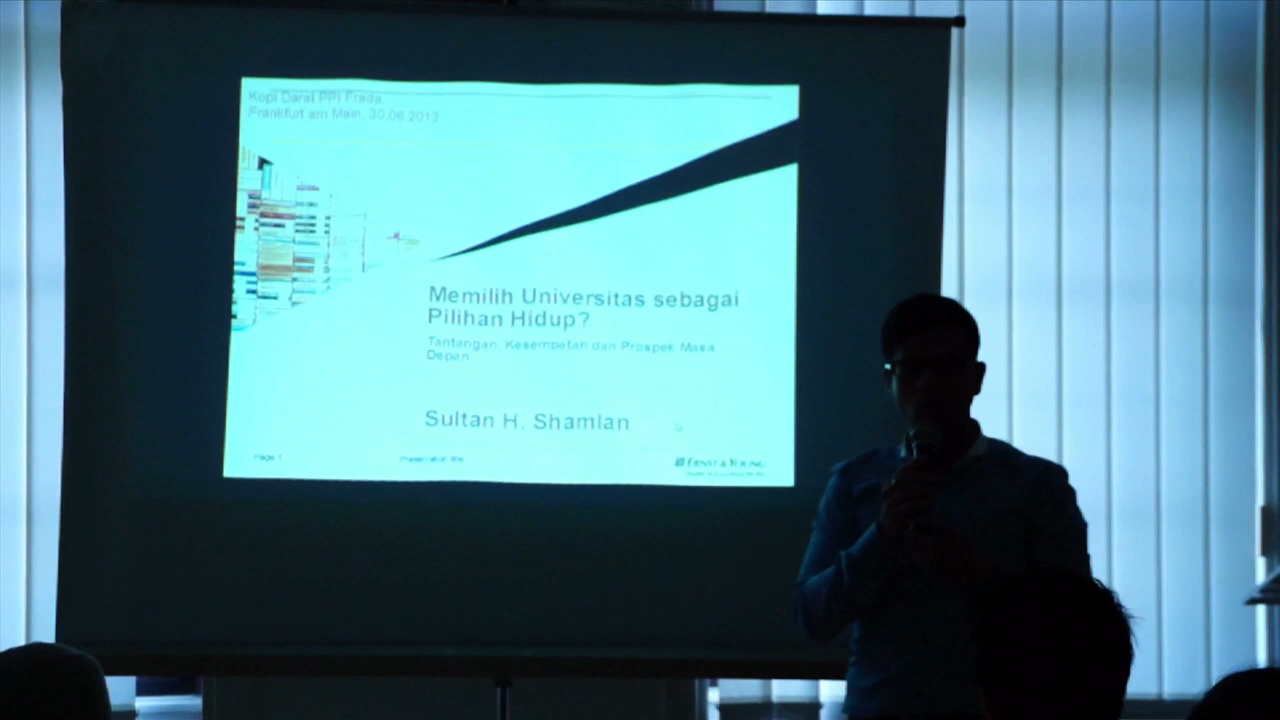 Kopi Darat PPI Frada,
Frankfurt am Main, 30.06.2013
Memilih Universitas sebagai
Pilihan Hidup?
Tantangan, Kesempatan dan Prospek Masa
Depan
Sultan H. Shamlan
Page 1
ERNST & YOUNG